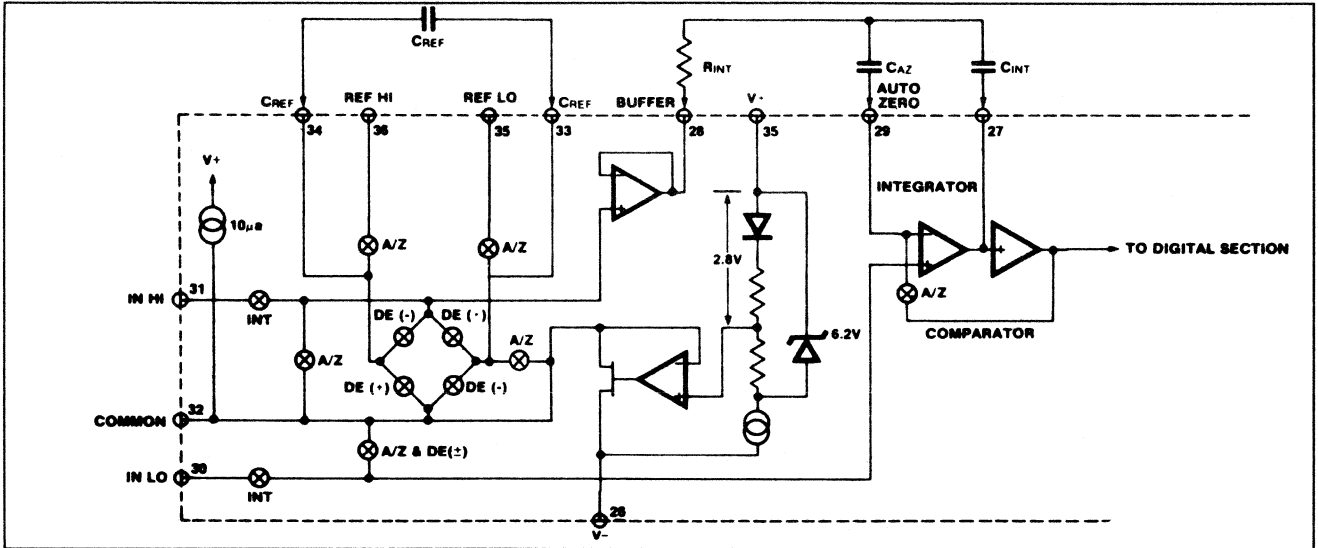 CREF
RINT
CAZ
CINT
CREF
REF HI
REF LO
CREF
BUFFER
V-
AUTO
ZERO
34
36
35
33
28
35
29
27
V+
10µa
A/Z
A/Z
2.8V
INTEGRATOR
TO DIGITAL SECTION
31
IN HI
INT
DE (-)
DE (·)
A/Z
A/Z
6.2V
A/Z
COMPARATOR
DE (+)
DE (-)
32
COMMON
A/Z & DE(±)
30
IN LO
INT
26
V-